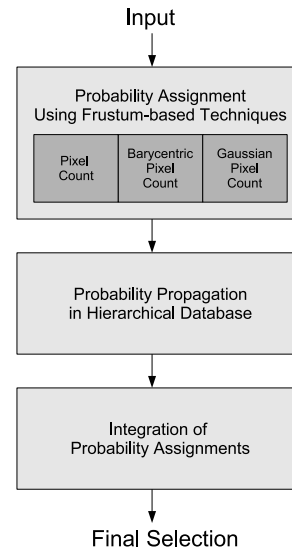 Input
Probability Assignment
Using Frustum-based Techniques
Pixel
Count
Barycentric
Pixel
Count
Gaussian
Pixel
Count
Probability Propagation
in Hierarchical Database
Integration of
Probability Assignments
Final Selection